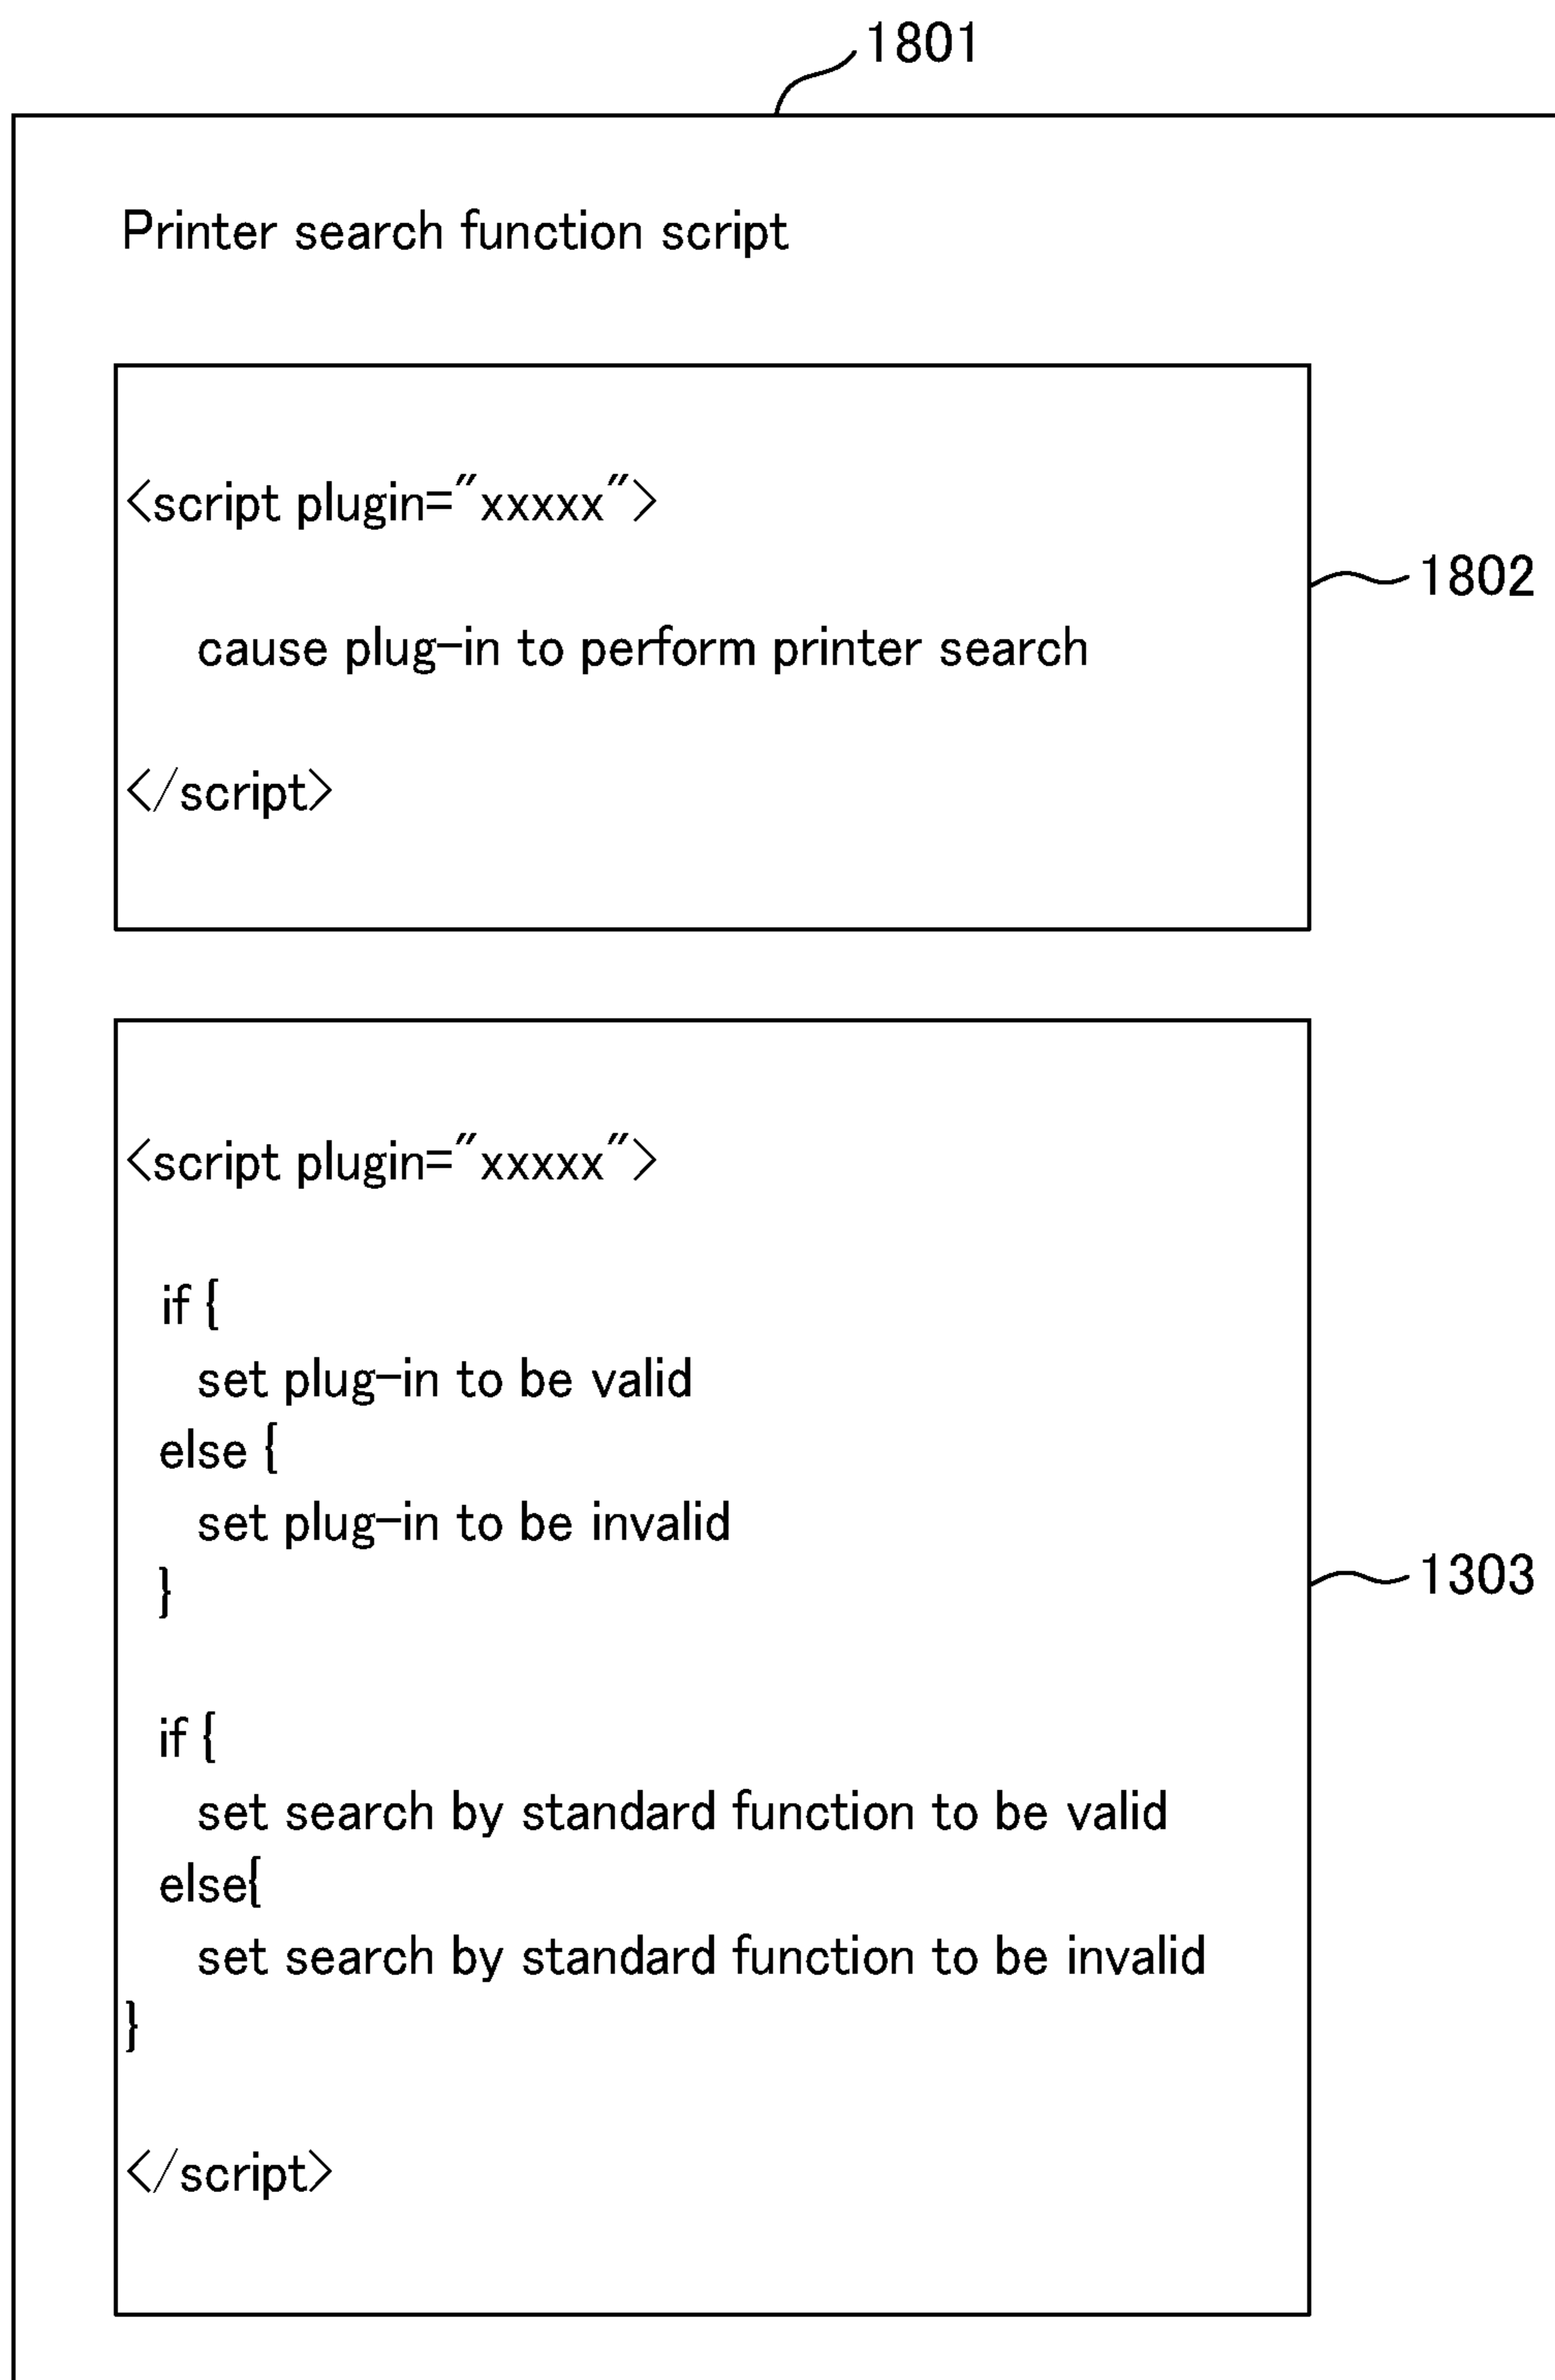 1801
Printer search function script
<script plugin="xxxxx">
cause plug-in to perform printer search
</script>
1802
<script plugin="xxxxx">
if {
set plug-in to be valid
else {
set plug-in to be invalid
}
1303
if {
set search by standard function to be valid
else{
set search by standard function to be invalid
}
</script>